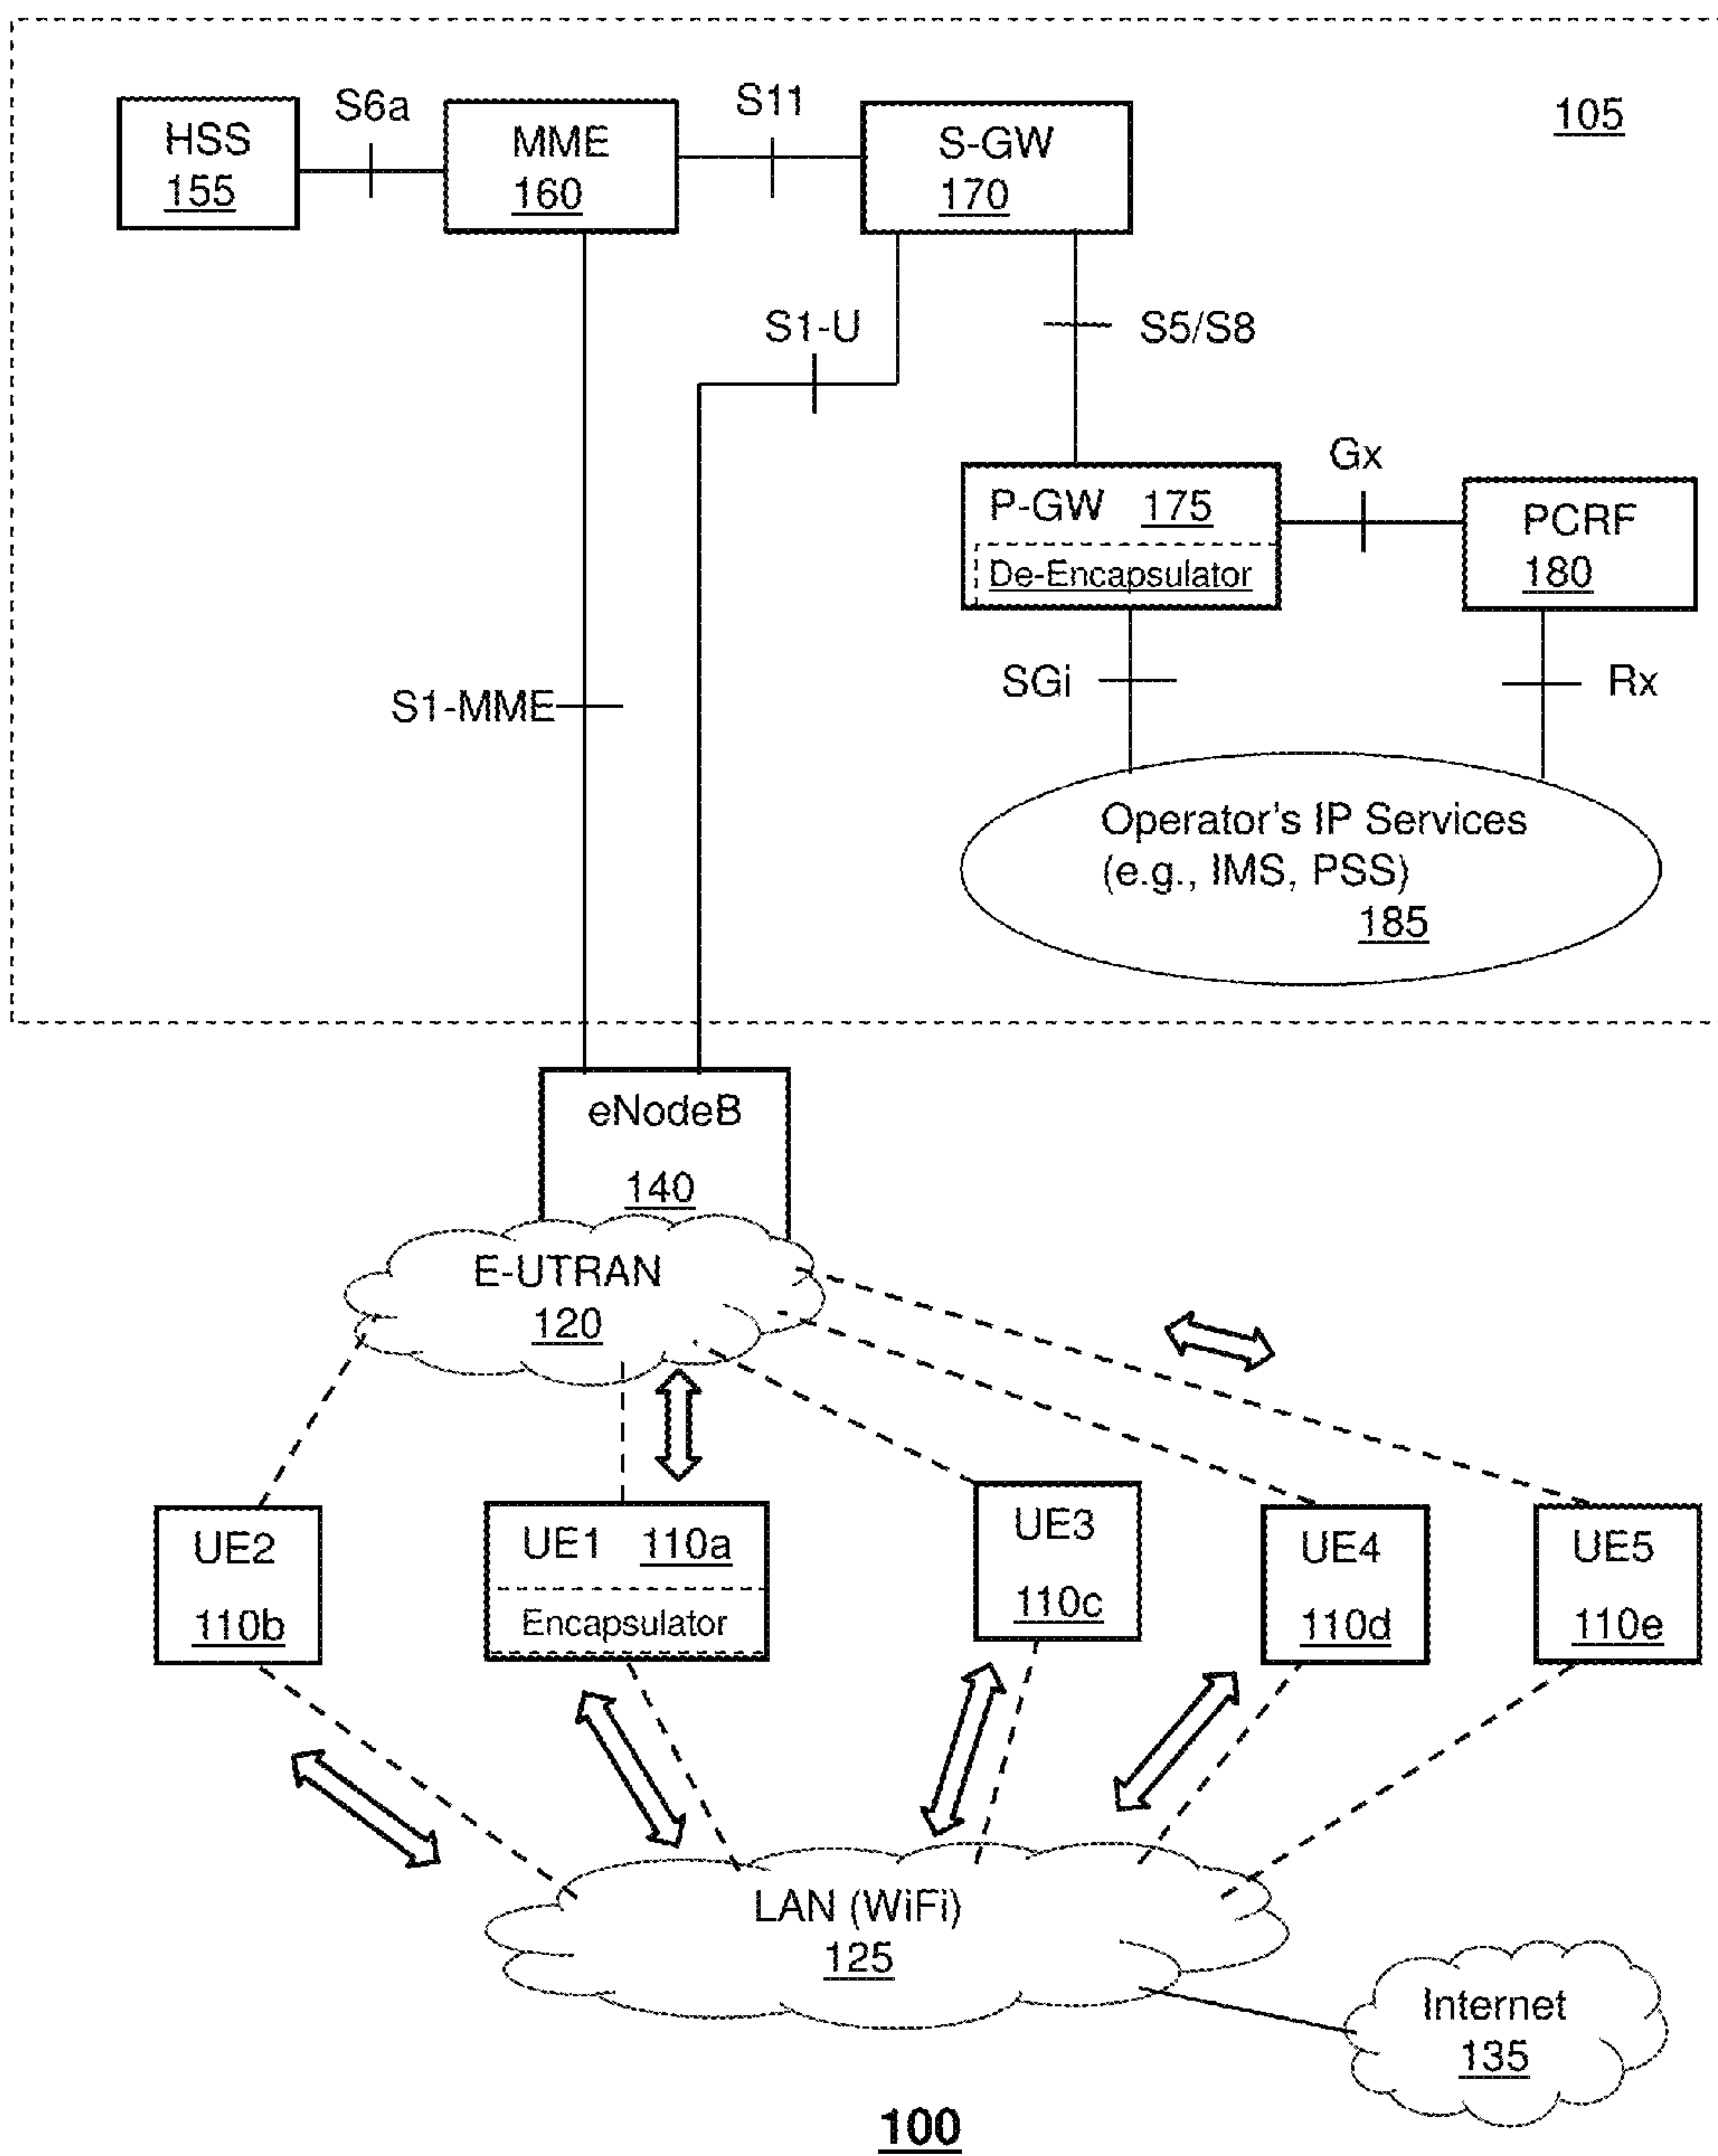 105
HSS
155
S6a
MME
160
S11
S-GW
170
S1-U
S5/S8
P-GW 175
De-Encapsulator
Gx
PCRF
180
S1-MME
SGi
Rx
Operator's IP Services
(e.g., IMS, PSS)
185
eNodeB
140
E-UTRAN
120
UE2
110b
UE1 110a
Encapsulator
UE3
110c
UE4
110d
UE5
110e
LAN (WiFi)
125
Internet
135
100